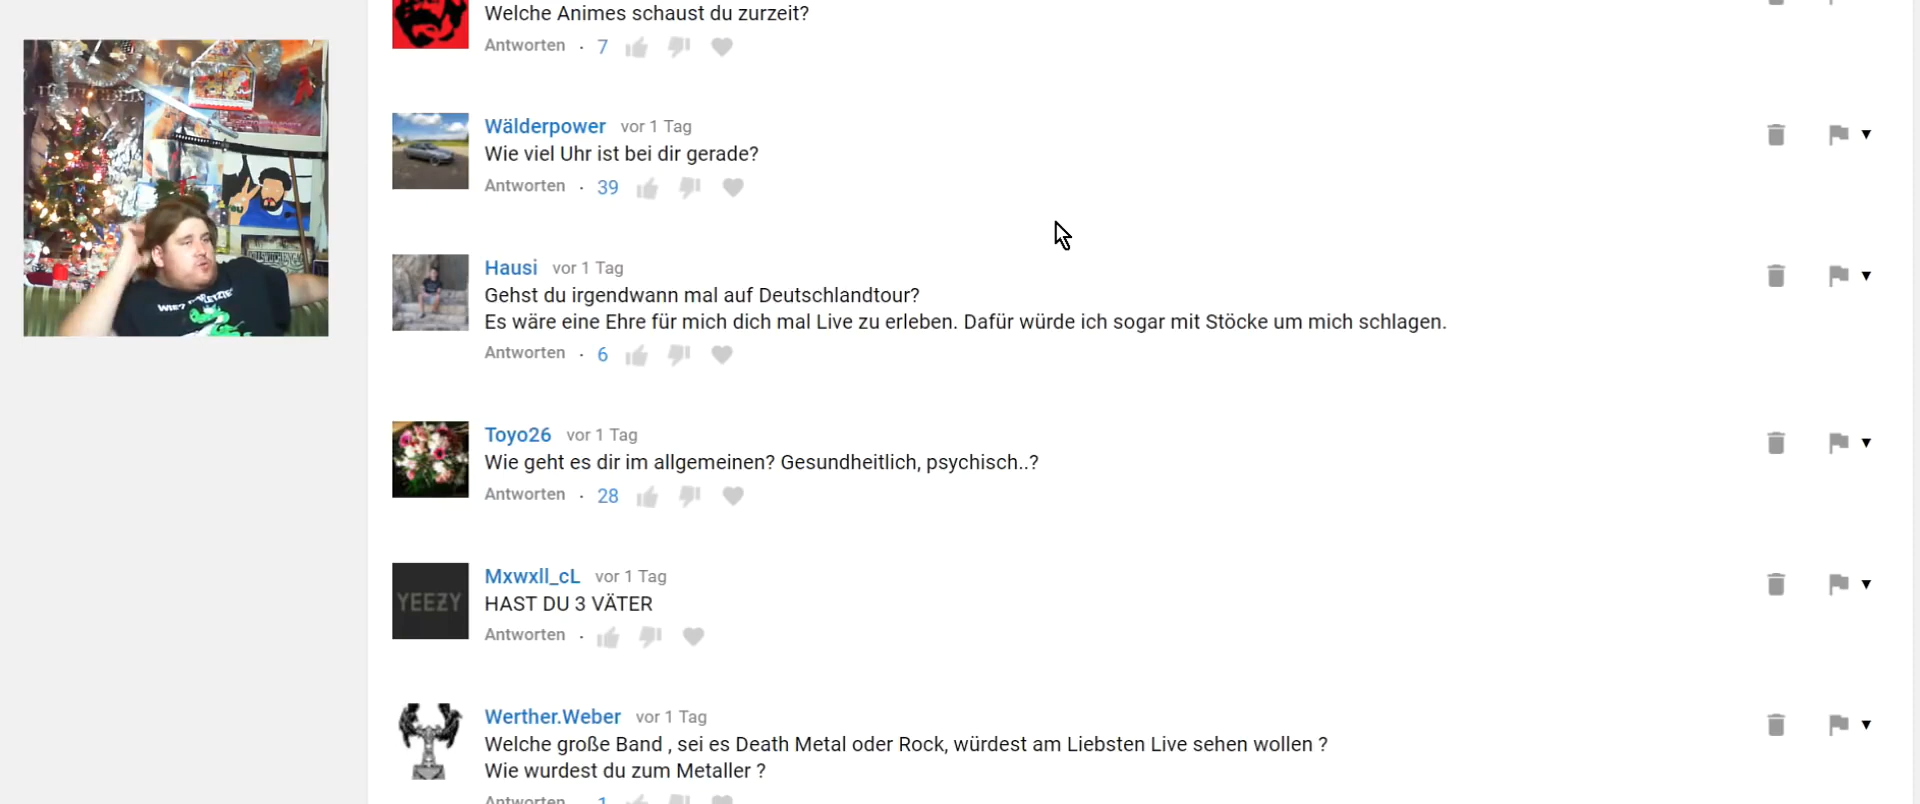 Welche Animes schaust du zurzeit?
Antworten · 7
Wälderpower vor 1 Tag
Wie viel Uhr ist bei dir gerade?
Antworten · 39
Hausi vor 1 Tag
Gehst du irgendwann mal auf Deutschlandtour?
Es wäre eine Ehre für mich dich mal Live zu erleben. Dafür würde ich sogar mit Stöcke um mich schlagen.
Antworten · 6
Toyo26 vor 1 Tag
Wie geht es dir im allgemeinen? Gesundheitlich, psychisch..?
Antworten · 28
YEEZY
Mxwxll_cL vor 1 Tag
HAST DU 3 VÄTER
Antworten ·
Werther.Weber vor 1 Tag
Welche große Band , sei es Death Metal oder Rock, würdest am Liebsten Live sehen wollen ?
Wie wurdest du zum Metaller ?
Antworten · 1